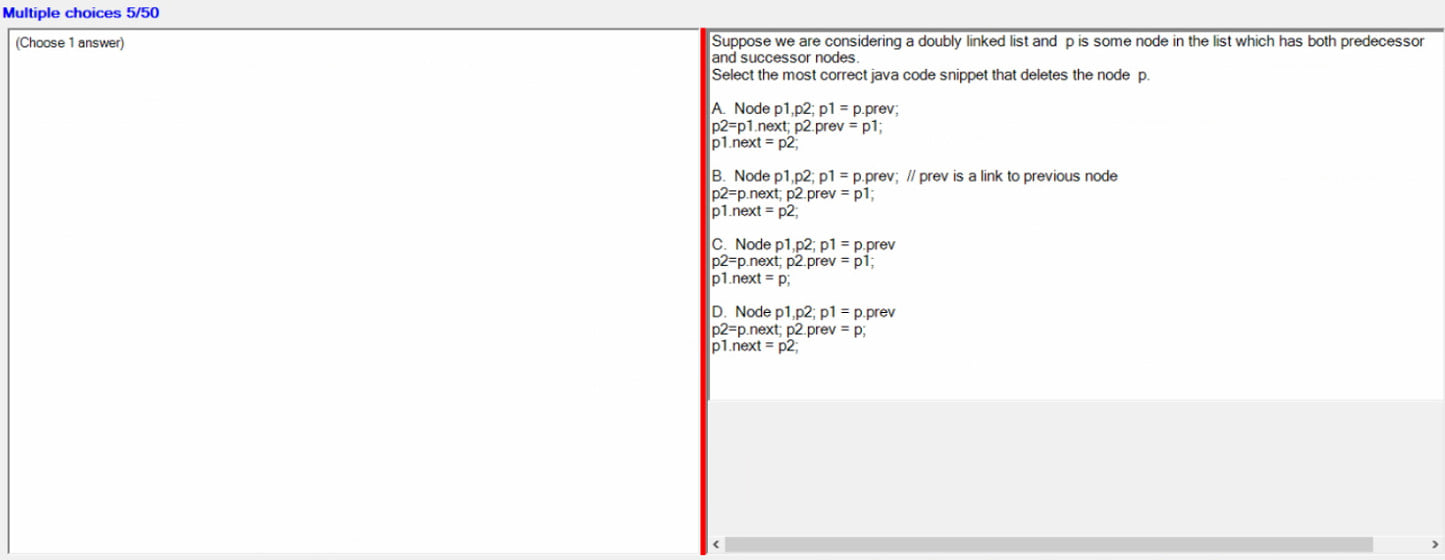 Multiple choices 5/50
(Choose 1 answer)
Suppose we are considering a doubly linked list and p is some node in the list which has both predecessor
and successor nodes.
Select the most correct java code snippet that deletes the node p.
A. Node p1,p2; p1 = p.prev;
p2=p1.next; p2.prev = p1;
p1.next = p2;
B. Node p1,p2; p1 = p.prev; // prev is a link to previous node
p2=p.next; p2.prev = p1;
p1.next = p2;
C. Node p1,p2; p1 = p.prev
p2=p.next; p2.prev = p1;
p1.next = p;
D. Node p1,p2; p1 = p.prev
p2=p.next; p2.prev = p;
p1.next = p2;